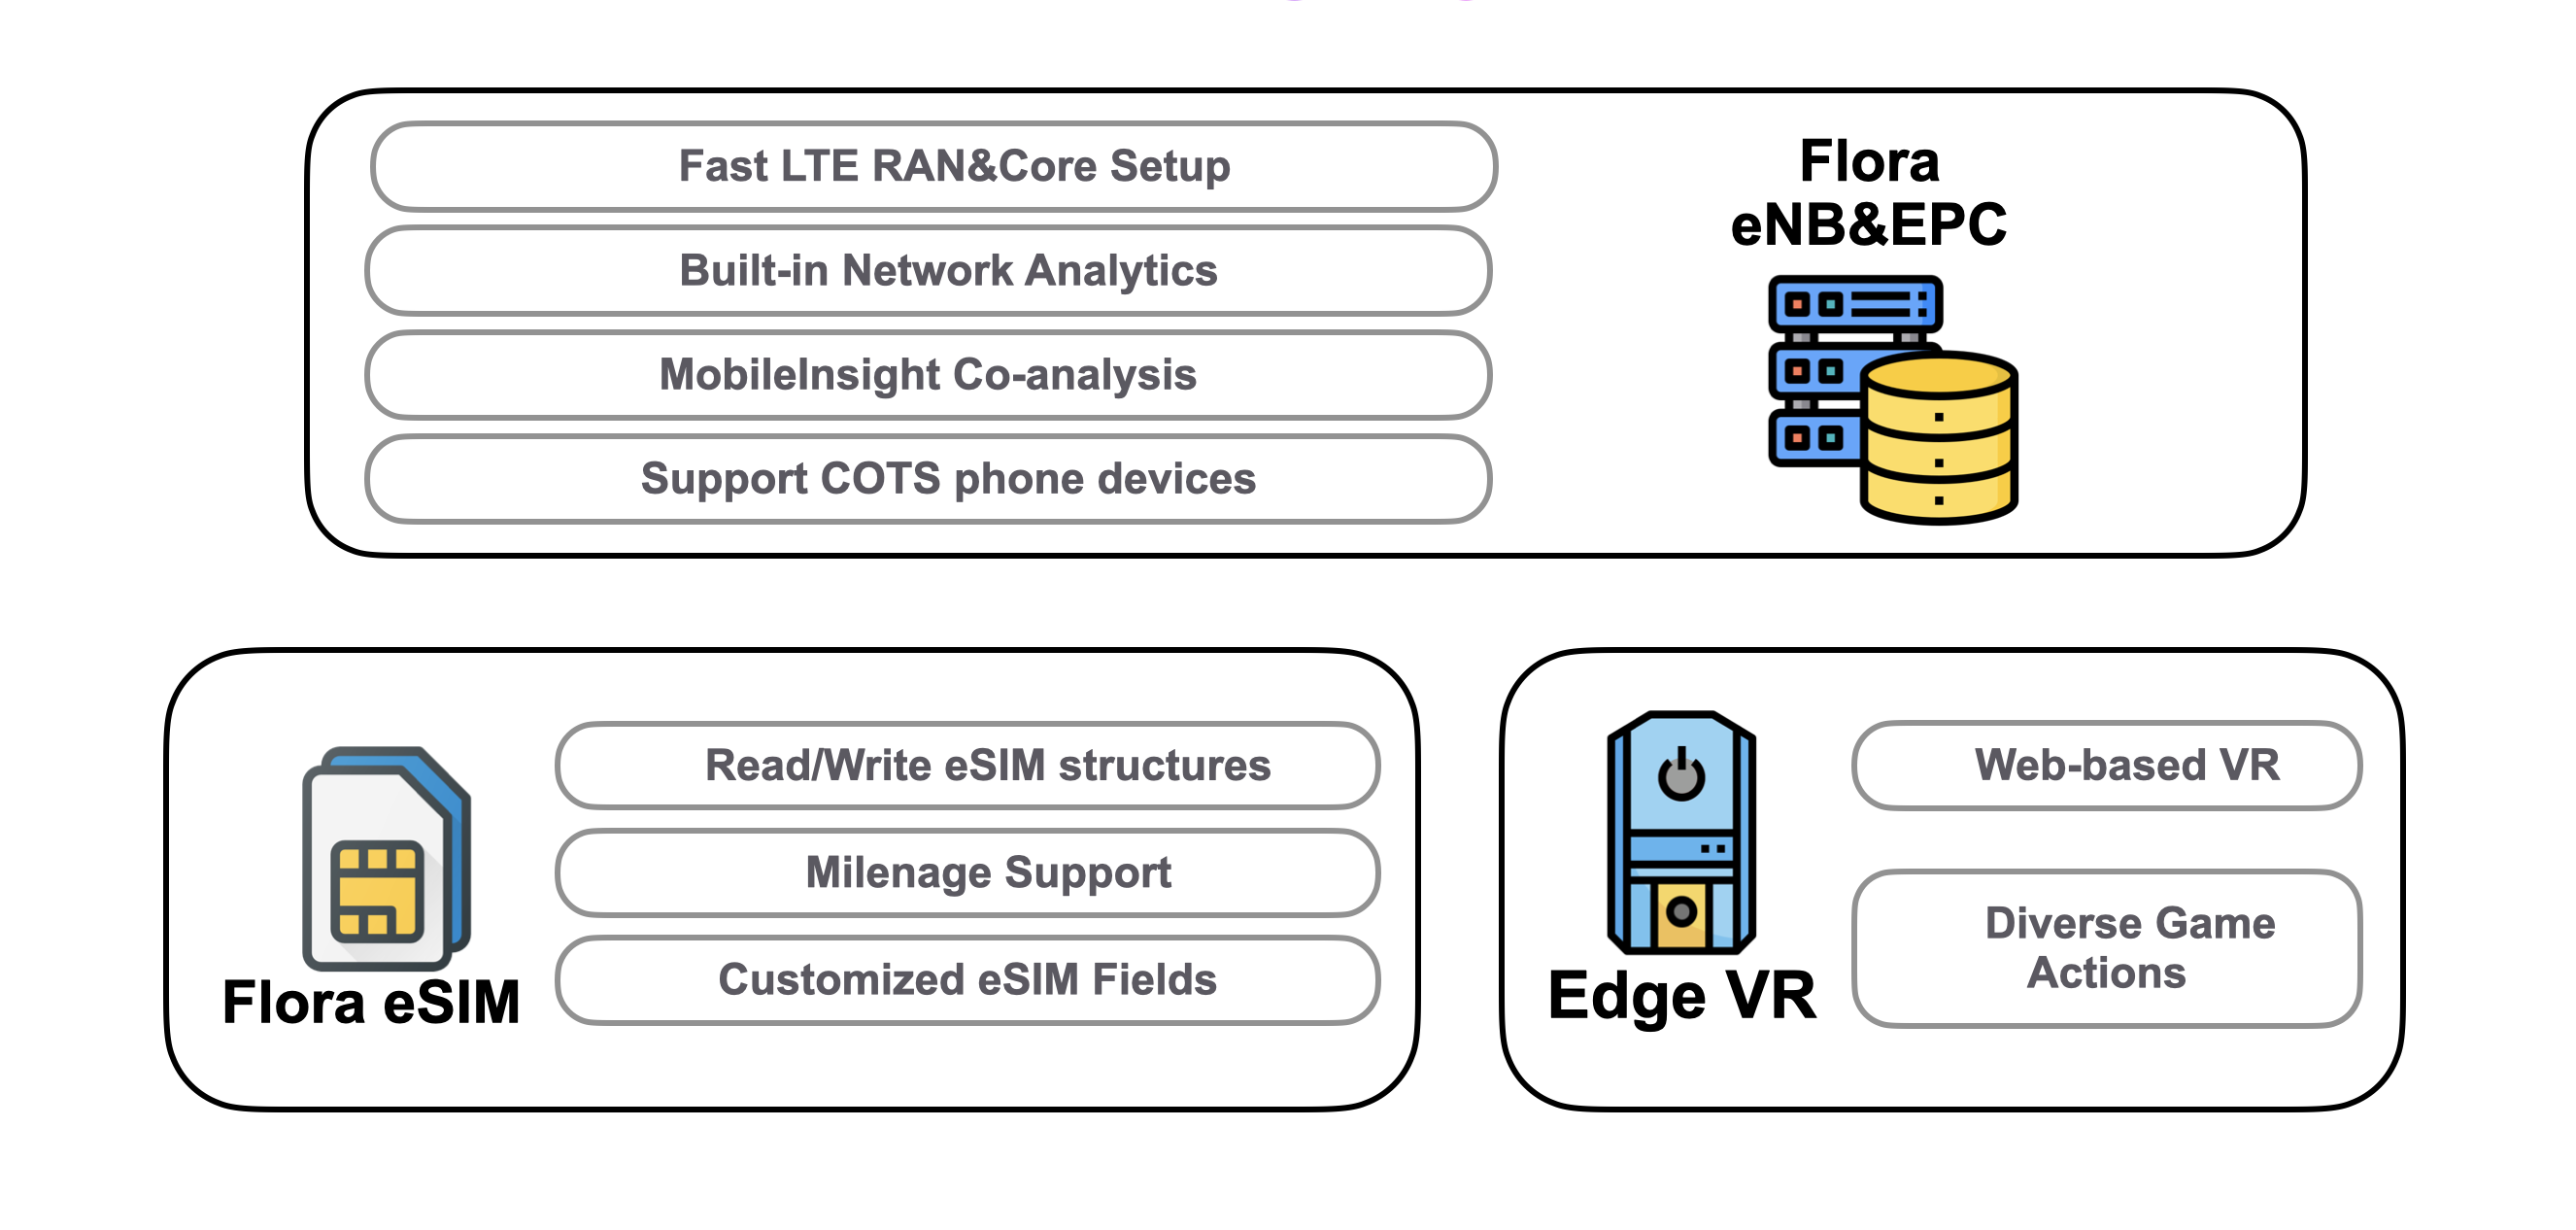 Fast LTE RAN&Core Setup
Built-in Network Analytics
MobileInsight Co-analysis
Support COTS phone devices
Flora
eNB&EPC
Flora eSIM
Read/Write eSIM structures
Milenage Support
Customized eSIM Fields
Edge VR
Web-based VR
Diverse Game
Actions